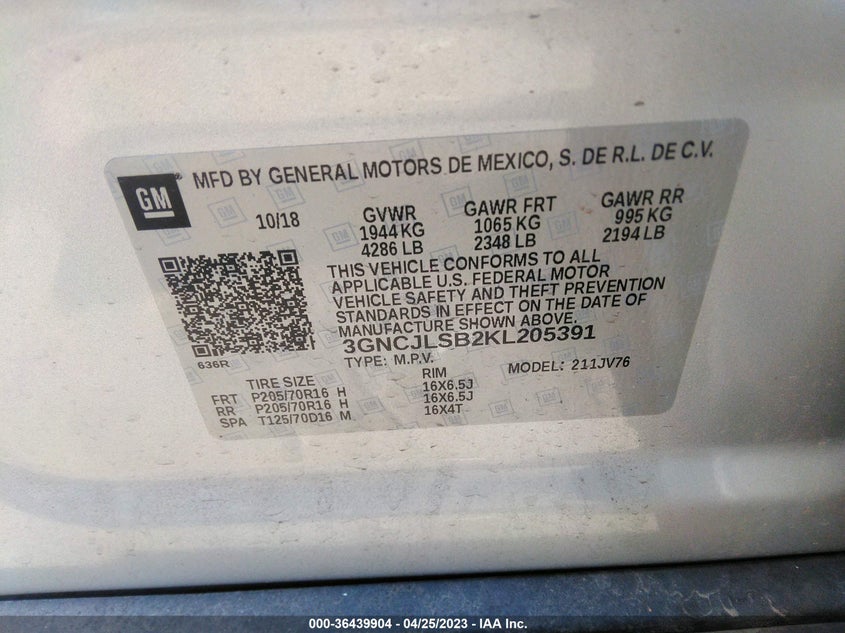 GM
MFD BY GENERAL MOTORS DE MEXICO, S. DE R.L. DE C.V.
10/18 GVWR GAWR FRT GAWR RR
1944 KG 1065 KG 995 KG
4286 LB 2348 LB 2194 LB
THIS VEHICLE CONFORMS TO ALL
APPLICABLE U.S. FEDERAL MOTOR
VEHICLE SAFETY AND THEFT PREVENTION
STANDARDS IN EFFECT ON THE DATE OF
MANUFACTURE SHOWN ABOVE.
3GNCJLSB2KL205391
636R
TYPE: M.P.V. MODEL: 211JV76
TIRE SIZE RIM
FRT P205/70R16 H 16X6.5J
RR P205/70R16 H 16X6.5J
SPA T125/70D16 M 16X4T
000-36439904 - 04/25/2023 - IAA Inc.